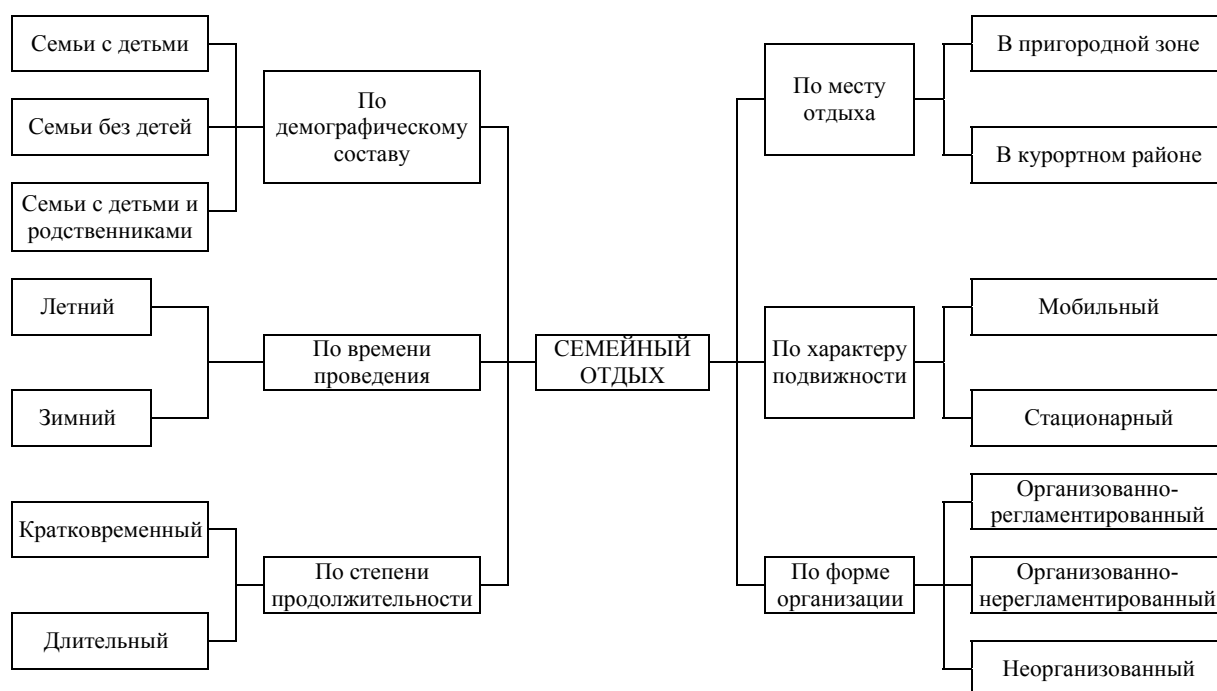 Семьи с детьми
Семьи без детей
Семьи с детьми и
родственниками
По
демографическому
составу
Летний
Зимний
По времени
проведения
Кратковременный
Длительный
По степени
продолжительности
СЕМЕЙНЫЙ
ОТДЫХ
По месту
отдыха
В пригородной зоне
В курортном районе
По характеру
подвижности
Мобильный
Стационарный
По форме
организации
Организованно-
регламентированный
Организованно-
нерегламентированный
Неорганизованный